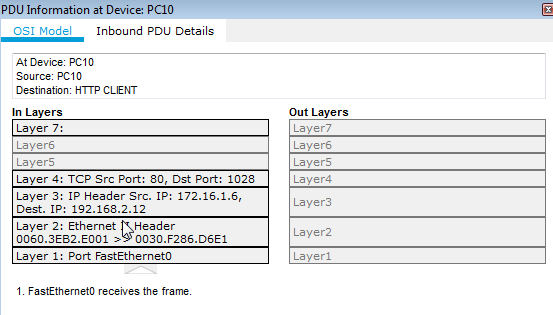 PDU Information at Device: PC10
OSI Model Inbound PDU Details
At Device: PC10
Source: PC10
Destination: HTTP CLIENT
In Layers
Layer 7:
Layer6
Layer5
Layer 4: TCP Src Port: 80, Dst Port: 1028
Layer 3: IP Header Src. IP: 172.16.1.6,
Dest. IP: 192.168.2.12
Layer 2: Ethernet Header
0060.3EB2.E001 >> 0030.F286.D6E1
Layer 1: Port FastEthernet0
Out Layers
Layer7
Layer6
Layer5
Layer4
Layer3
Layer2
Layer1
1. FastEthernet0 receives the frame.